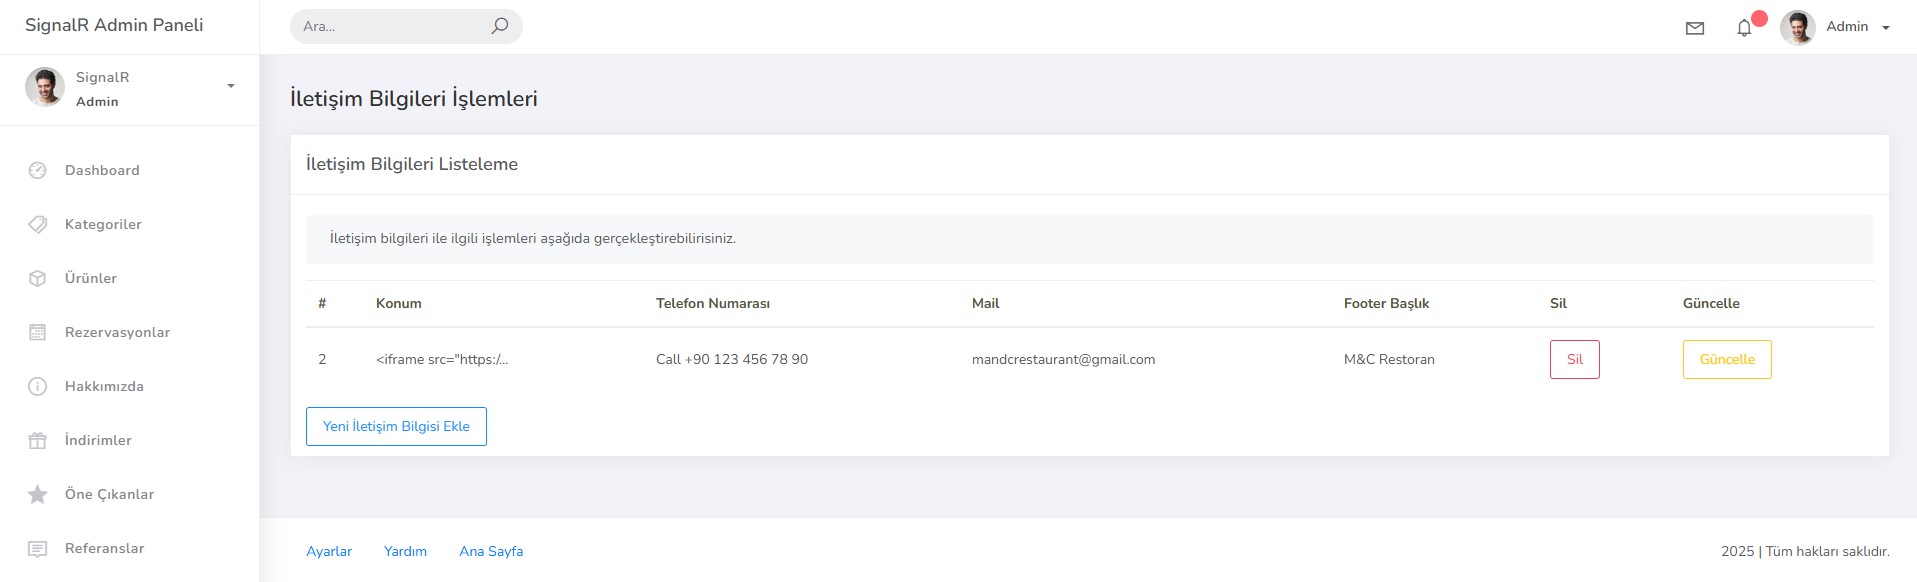 SignalR Admin Paneli
Ara...
Admin
SignalR
Admin
Dashboard
Kategoriler
Ürünler
Rezervasyonlar
Hakkımızda
İndirimler
Öne Çıkanlar
Referanslar
İletişim Bilgileri İşlemleri
İletişim Bilgileri Listeleme
İletişim bilgileri ile ilgili işlemleri aşağıda gerçekleştirebilirisiniz.
# Konum Telefon Numarası Mail Footer Başlık Sil Güncelle
2 <iframe src="https:/... Call +90 123 456 78 90 mandcrestaurant@gmail.com M&C Restoran Sil Güncelle
Yeni İletişim Bilgisi Ekle
Ayarlar Yardım Ana Sayfa 2025 | Tüm hakları saklıdır.